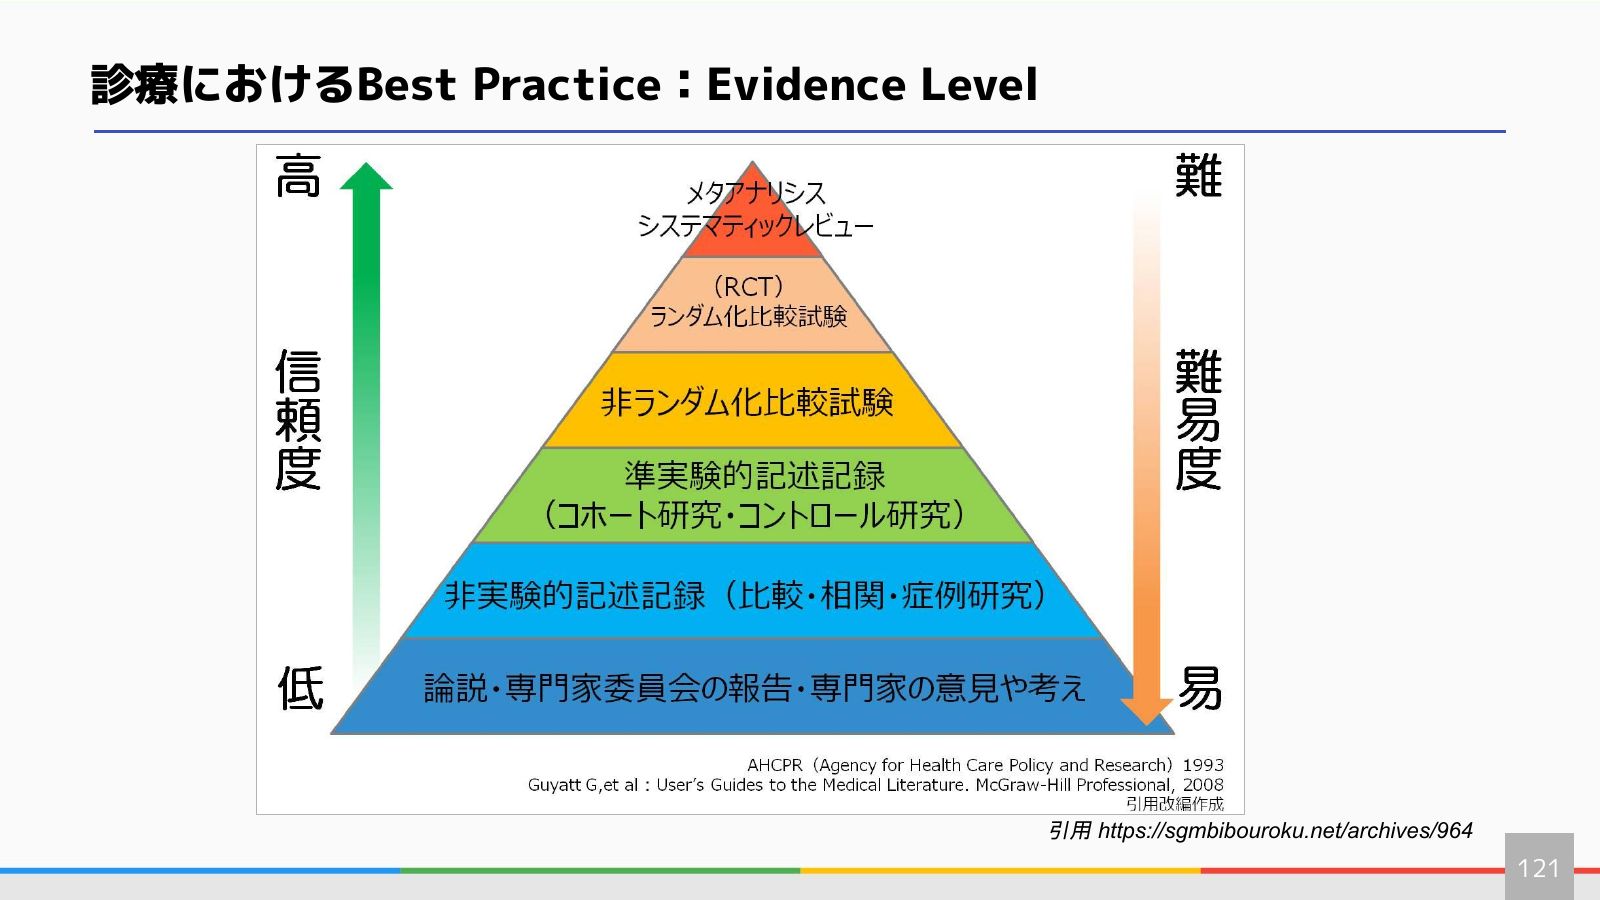 診療におけるBest Practice：Evidence Level
高
信頼度
低
難
難易度
易
メタアナリシス
システマティックレビュー
（RCT）
ランダム化比較試験
非ランダム化比較試験
準実験的記述記録
（コホート研究・コントロール研究）
非実験的記述記録（比較・相関・症例研究）
論説・専門家委員会の報告・専門家の意見や考え
AHCPR（Agency for Health Care Policy and Research）1993
Guyatt G,et al：User’s Guides to the Medical Literature. McGraw-Hill Professional, 2008
引用改編作成
引用 https://sgmbibouroku.net/archives/964
121